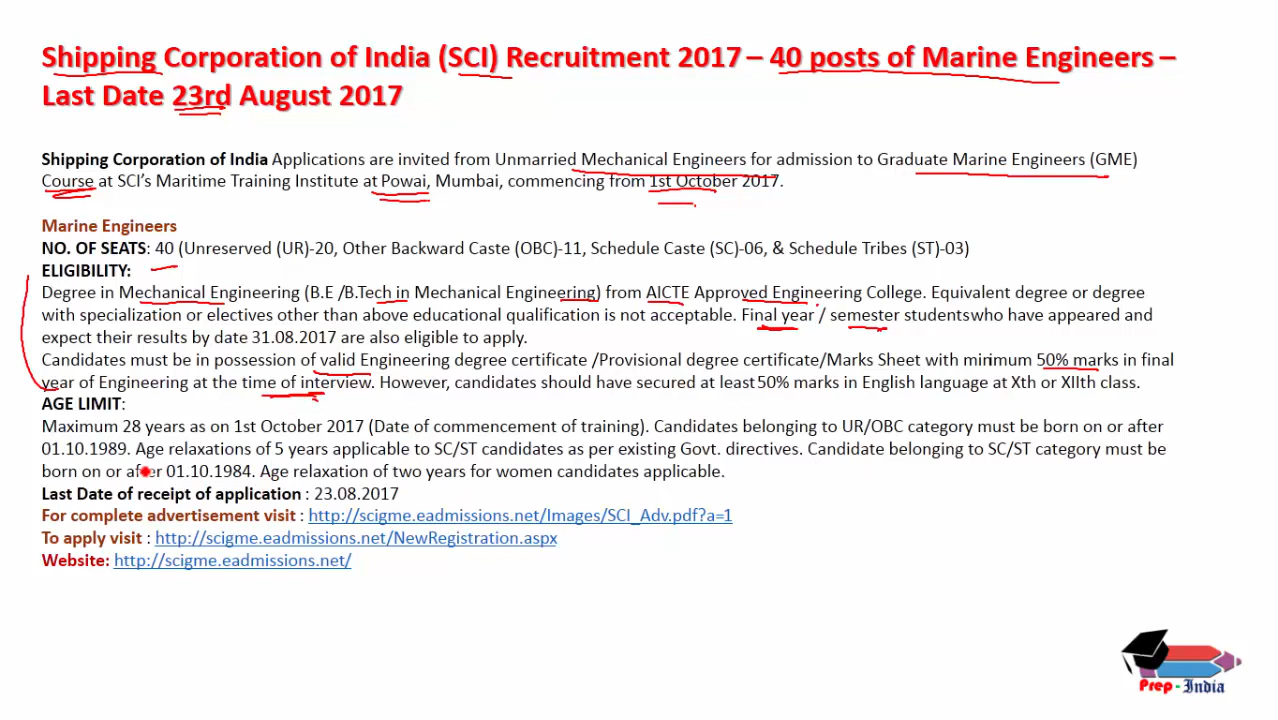 Shipping Corporation of India (SCI) Recruitment 2017 – 40 posts of Marine Engineers –
Last Date 23rd August 2017
Shipping Corporation of India Applications are invited from Unmarried Mechanical Engineers for admission to Graduate Marine Engineers (GME)
Course at SCI's Maritime Training Institute at Powai, Mumbai, commencing from 1st October 2017.
Marine Engineers
NO. OF SEATS: 40 (Unreserved (UR)-20, Other Backward Caste (OBC)-11, Schedule Caste (SC)-06, & Schedule Tribes (ST)-03)
ELIGIBILITY:
Degree in Mechanical Engineering (B.E /B.Tech in Mechanical Engineering) from AICTE Approved Engineering College. Equivalent degree or degree
with specialization or electives other than above educational qualification is not acceptable. Final year / semester students who have appeared and
expect their results by date 31.08.2017 are also eligible to apply.
Candidates must be in possession of valid Engineering degree certificate /Provisional degree certificate/Marks Sheet with minimum 50% marks in final
year of Engineering at the time of interview. However, candidates should have secured at least 50% marks in English language at Xth or XIIth class.
AGE LIMIT:
Maximum 28 years as on 1st October 2017 (Date of commencement of training). Candidates belonging to UR/OBC category must be born on or after
01.10.1989. Age relaxations of 5 years applicable to SC/ST candidates as per existing Govt. directives. Candidate belonging to SC/ST category must be
born on or after 01.10.1984. Age relaxation of two years for women candidates applicable.
Last Date of receipt of application : 23.08.2017
For complete advertisement visit : http://scigme.eadmissions.net/Images/SCI_Adv.pdf?a=1
To apply visit : http://scigme.eadmissions.net/NewRegistration.aspx
Website: http://scigme.eadmissions.net/
Prep - India